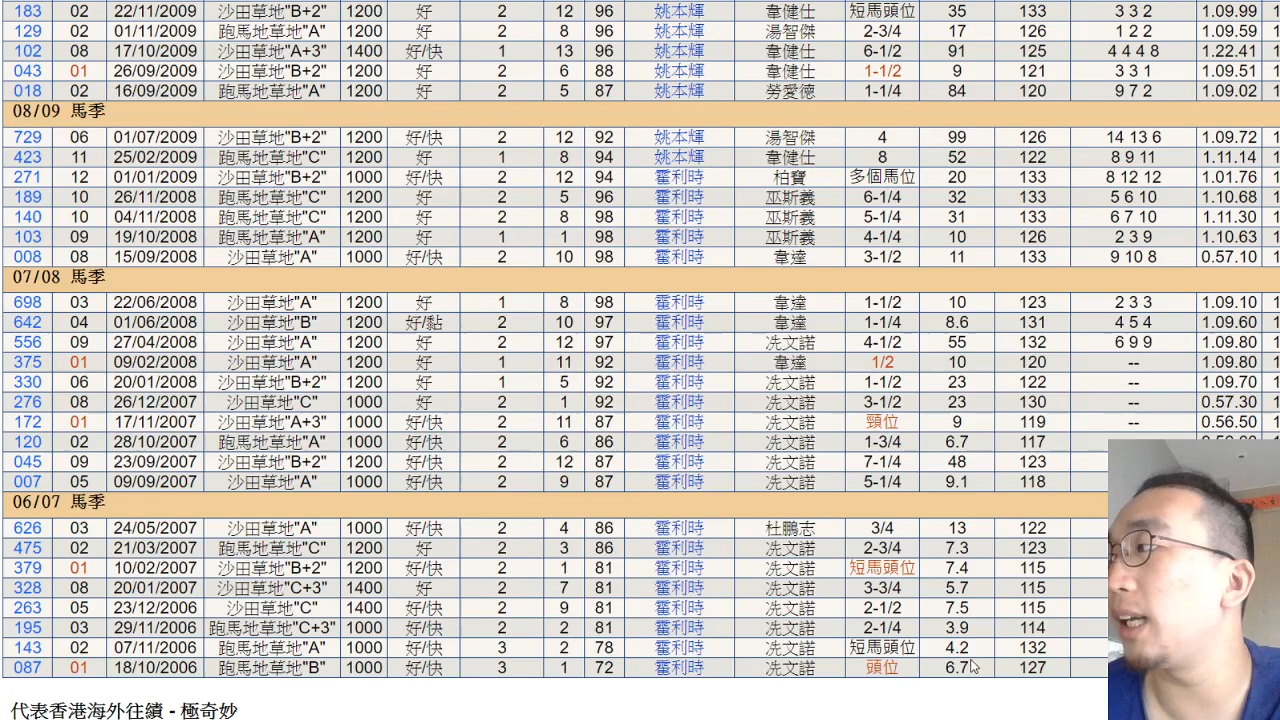 183 02 22/11/2009 沙田草地"B+2" 1200 好 2 12 96 姚本輝 韋健仕 短馬頭位 35 133 3 3 2 1.09.99
129 02 01/11/2009 跑馬地草地"A" 1200 好 2 8 96 姚本輝 湯智傑 2-3/4 17 126 1 2 2 1.09.59
102 08 17/10/2009 沙田草地"A+3" 1400 好/快 1 13 96 姚本輝 韋健仕 6-1/2 91 125 4 4 4 8 1.22.41
043 01 26/09/2009 沙田草地"B+2" 1200 好 2 6 88 姚本輝 韋健仕 1-1/2 9 121 3 3 1 1.09.51
018 02 16/09/2009 跑馬地草地"A" 1200 好 2 5 87 姚本輝 勞愛德 1-1/4 84 120 9 7 2 1.09.02
08/09 馬季
729 06 01/07/2009 沙田草地"B+2" 1200 好/快 2 12 92 姚本輝 湯智傑 4 99 126 14 13 6 1.09.72
423 11 25/02/2009 跑馬地草地"C" 1200 好 1 8 94 姚本輝 韋健仕 8 52 122 8 9 11 1.11.14
271 12 01/01/2009 沙田草地"B+2" 1000 好/快 2 12 94 霍利時 柏寶 多個馬位 20 133 8 12 12 1.01.76
189 10 26/11/2008 跑馬地草地"C" 1200 好 2 5 96 霍利時 巫斯義 6-1/4 32 133 5 6 10 1.10.68
140 10 04/11/2008 跑馬地草地"C" 1200 好 2 8 98 霍利時 巫斯義 5-1/4 31 133 6 7 10 1.11.30
103 09 19/10/2008 跑馬地草地"A" 1200 好 1 1 98 霍利時 巫斯義 4-1/4 10 126 2 3 9 1.10.63
008 08 15/09/2008 沙田草地"A" 1000 好/快 2 10 98 霍利時 韋達 3-1/2 11 133 9 10 8 0.57.10
07/08 馬季
698 03 22/06/2008 沙田草地"A" 1200 好 1 8 98 霍利時 韋達 1-1/2 10 123 2 3 3 1.09.10
642 04 01/06/2008 沙田草地"B" 1200 好/黏 2 10 97 霍利時 韋達 1-1/4 8.6 131 4 5 4 1.09.60
556 09 27/04/2008 沙田草地"A" 1200 好 2 12 97 霍利時 冼文諾 4-1/2 55 132 6 9 9 1.09.80
375 01 09/02/2008 沙田草地"A" 1200 好 1 11 92 霍利時 韋達 1/2 10 120 -- 1.09.80
330 06 20/01/2008 沙田草地"B+2" 1200 好 1 5 92 霍利時 冼文諾 1-1/2 23 122 -- 1.09.70
276 08 26/12/2007 沙田草地"C" 1000 好 2 1 92 霍利時 冼文諾 3-1/2 23 130 -- 0.57.30
172 01 17/11/2007 沙田草地"A+3" 1000 好/快 2 11 87 霍利時 冼文諾 頸位 9 119 -- 0.56.50
120 02 28/10/2007 跑馬地草地"A" 1000 好/快 2 6 86 霍利時 冼文諾 1-3/4 6.7 117
045 09 23/09/2007 沙田草地"B+2" 1200 好/快 2 12 87 霍利時 冼文諾 7-1/4 48 123
007 05 09/09/2007 沙田草地"A" 1200 好/快 2 9 87 霍利時 冼文諾 5-1/4 9.1 118
06/07 馬季
626 03 24/05/2007 沙田草地"A" 1000 好/快 2 4 86 霍利時 杜鵬志 3/4 13 122
475 02 21/03/2007 跑馬地草地"C" 1200 好 2 3 86 霍利時 冼文諾 2-3/4 7.3 123
379 01 10/02/2007 沙田草地"B+2" 1200 好/快 2 1 81 霍利時 冼文諾 短馬頭位 7.4 115
328 08 20/01/2007 沙田草地"C+3" 1400 好 2 7 81 霍利時 冼文諾 3-3/4 5.7 115
263 05 23/12/2006 沙田草地"C" 1400 好/快 2 9 81 霍利時 冼文諾 2-1/2 7.5 115
195 03 29/11/2006 跑馬地草地"C+3" 1000 好/快 2 2 81 霍利時 冼文諾 2-1/4 3.9 114
143 02 07/11/2006 跑馬地草地"A" 1000 好/快 3 2 78 霍利時 冼文諾 短馬頭位 4.2 132
087 01 18/10/2006 跑馬地草地"B" 1000 好/快 3 1 72 霍利時 冼文諾 頭位 6.7 127
代表香港海外往績 - 極奇妙